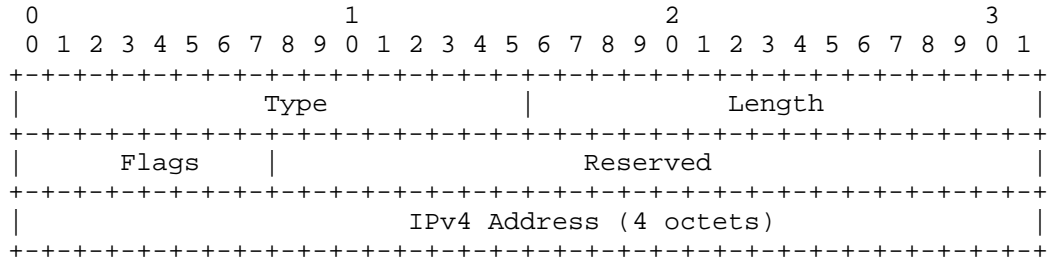 0                   1                   2                   3
 0 1 2 3 4 5 6 7 8 9 0 1 2 3 4 5 6 7 8 9 0 1 2 3 4 5 6 7 8 9 0 1
+-+-+-+-+-+-+-+-+-+-+-+-+-+-+-+-+-+-+-+-+-+-+-+-+-+-+-+-+-+-+-+-+
|               Type            |            Length             |
+-+-+-+-+-+-+-+-+-+-+-+-+-+-+-+-+-+-+-+-+-+-+-+-+-+-+-+-+-+-+-+-+
|      Flags    |                   Reserved                    |
+-+-+-+-+-+-+-+-+-+-+-+-+-+-+-+-+-+-+-+-+-+-+-+-+-+-+-+-+-+-+-+-+
|                        IPv4 Address (4 octets)                |
+-+-+-+-+-+-+-+-+-+-+-+-+-+-+-+-+-+-+-+-+-+-+-+-+-+-+-+-+-+-+-+-+